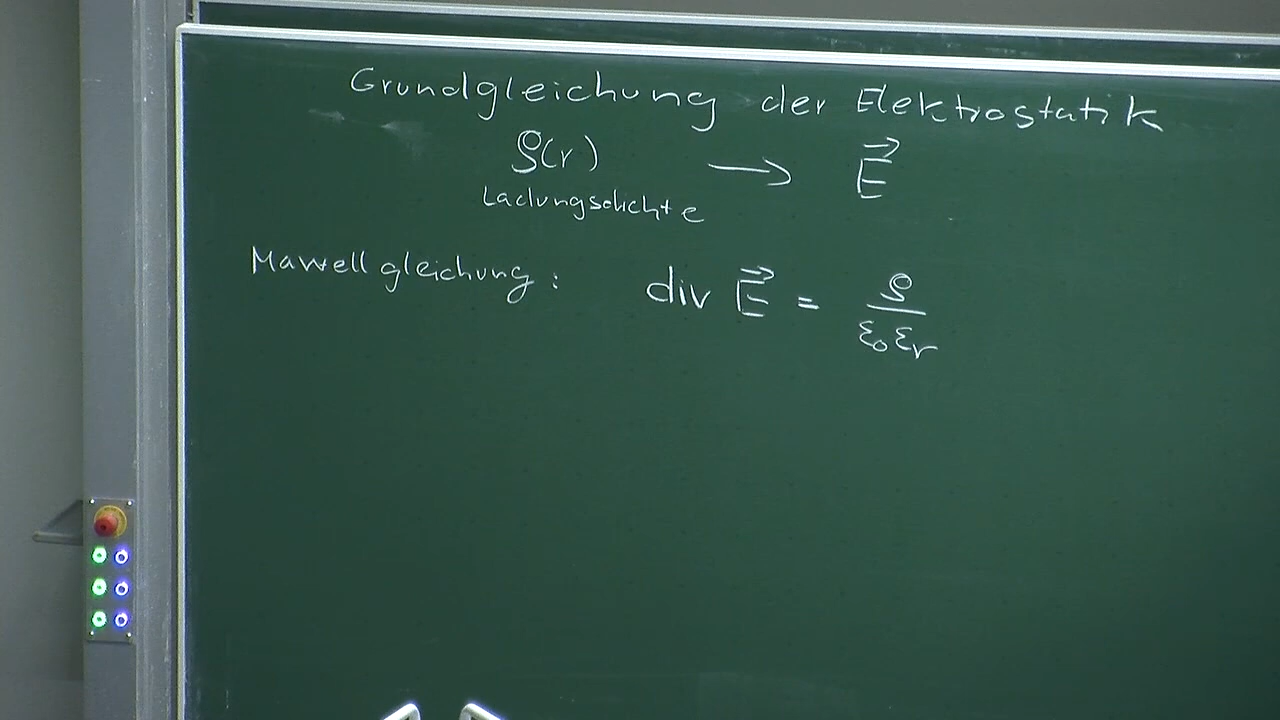 Grundgleichung der Elektrostatik
ρ(r) → E⃗
Ladungsdichte
Maxwellgleichung: div E⃗ = ρ / ε₀εᵣ